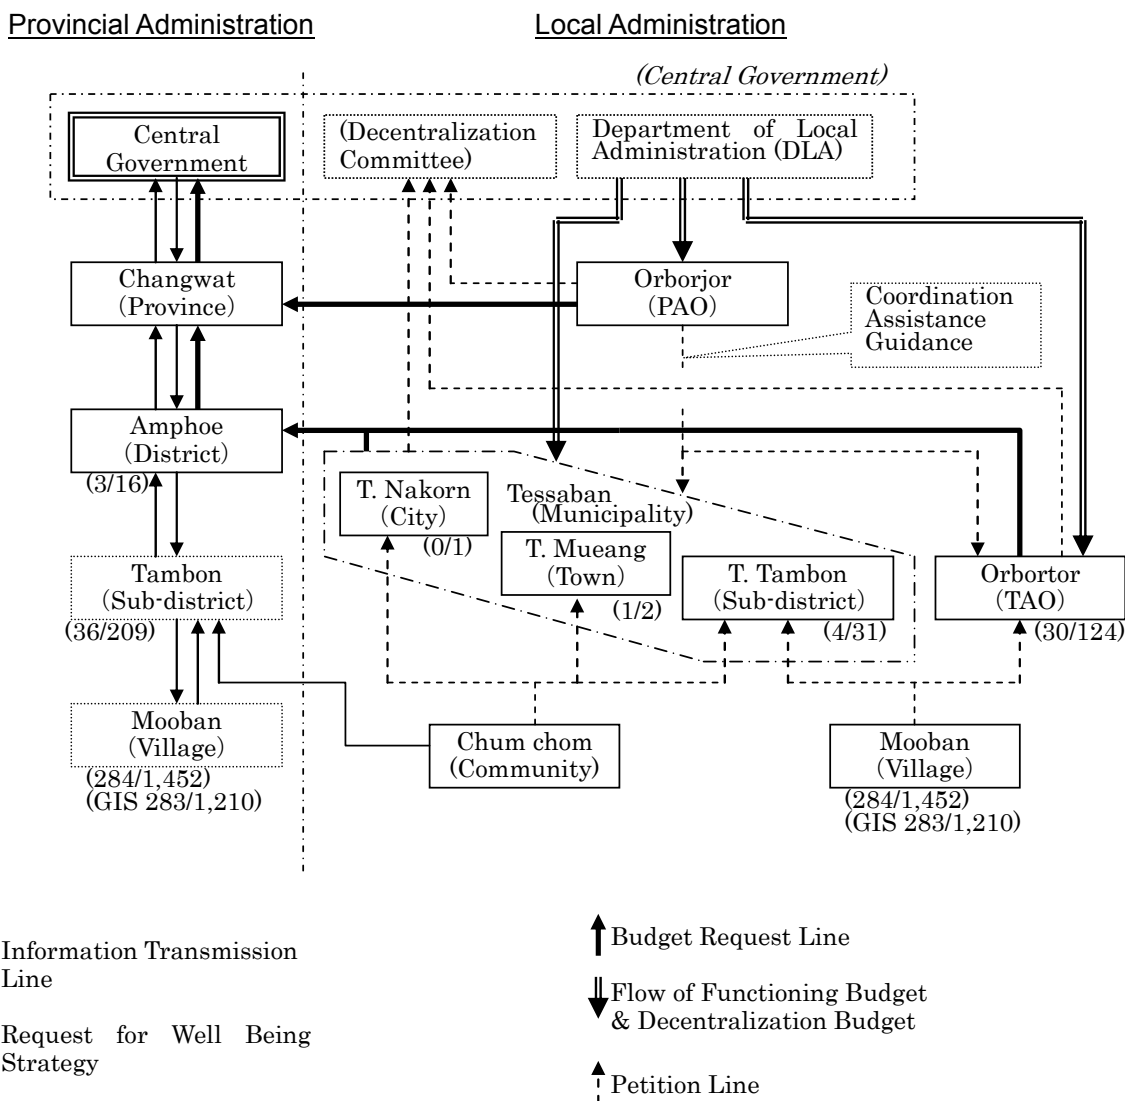 Provincial Administration
Local Administration
(Central Government)
Central
Government
(Decentralization
Committee)
Department of Local
Administration (DLA)
Changwat
(Province)
Orborjor
(PAO)
Coordination
Assistance
Guidance
Amphoe
(District)
(3/16)
T. Nakorn
(City)
(0/1)
Tessaban
(Municipality)
T. Mueang
(Town)
(1/2)
T. Tambon
(Sub-district)
(4/31)
Orbortor
(TAO)
(30/124)
Tambon
(Sub-district)
(36/209)
Mooban
(Village)
(284/1,452)
(GIS 283/1,210)
Chum chom
(Community)
Mooban
(Village)
(284/1,452)
(GIS 283/1,210)
Information Transmission
Line
Request for Well Being
Strategy
Budget Request Line
Flow of Functioning Budget
& Decentralization Budget
Petition Line